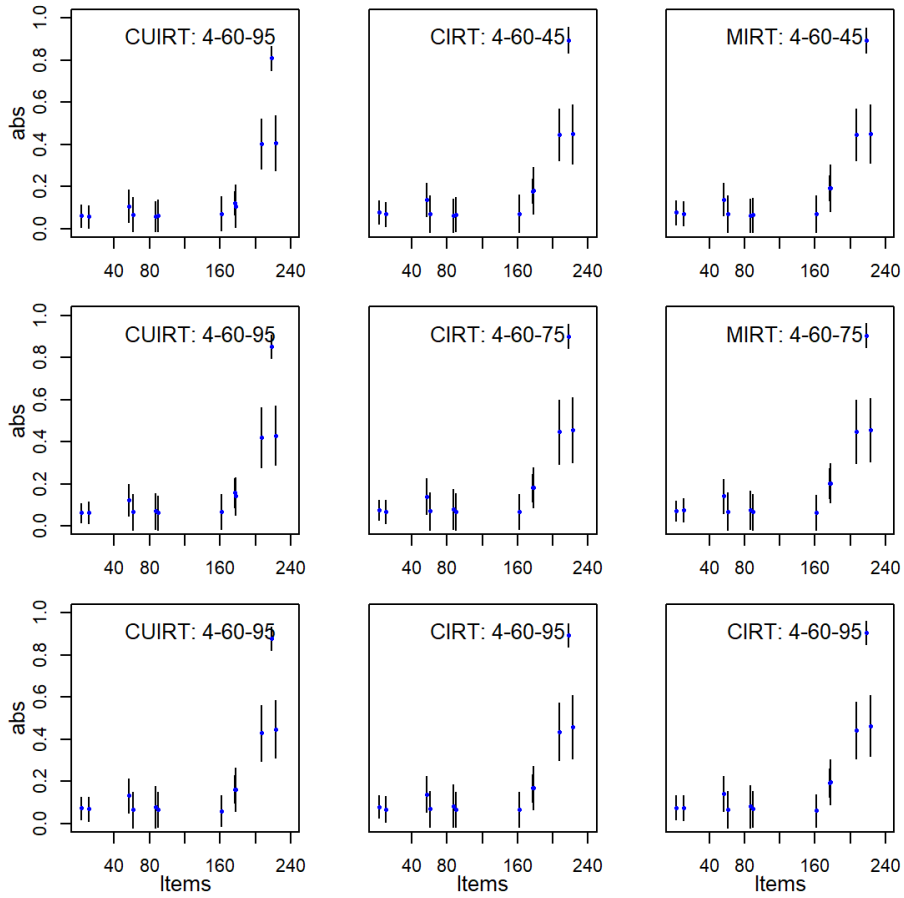 CUIRT: 4-60-95
CIRT: 4-60-45
MIRT: 4-60-45
abs
0.0 0.2 0.4 0.6 0.8 1.0
40 80 160 240
40 80 160 240
40 80 160 240
CUIRT: 4-60-95
CIRT: 4-60-75
MIRT: 4-60-75
abs
0.0 0.2 0.4 0.6 0.8 1.0
40 80 160 240
40 80 160 240
40 80 160 240
CUIRT: 4-60-95
CIRT: 4-60-95
CIRT: 4-60-95
abs
0.0 0.2 0.4 0.6 0.8 1.0
40 80 160 240
40 80 160 240
40 80 160 240
Items
Items
Items